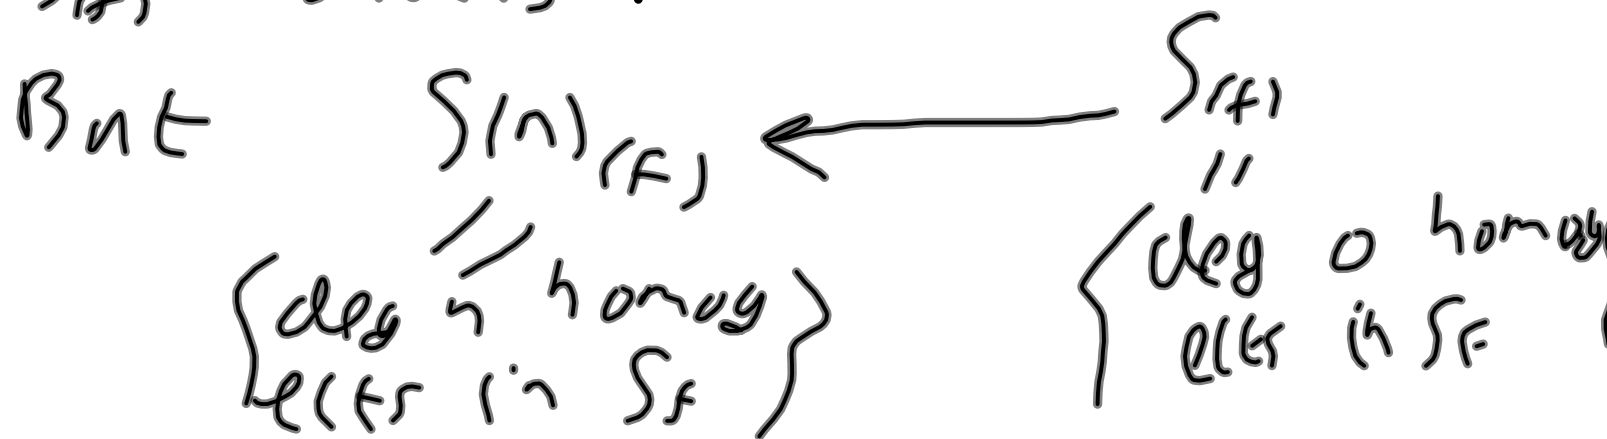 But S(n)_(f) ← S_(f)
{deg n homog elts in S_f} {deg 0 homog elts in S_f